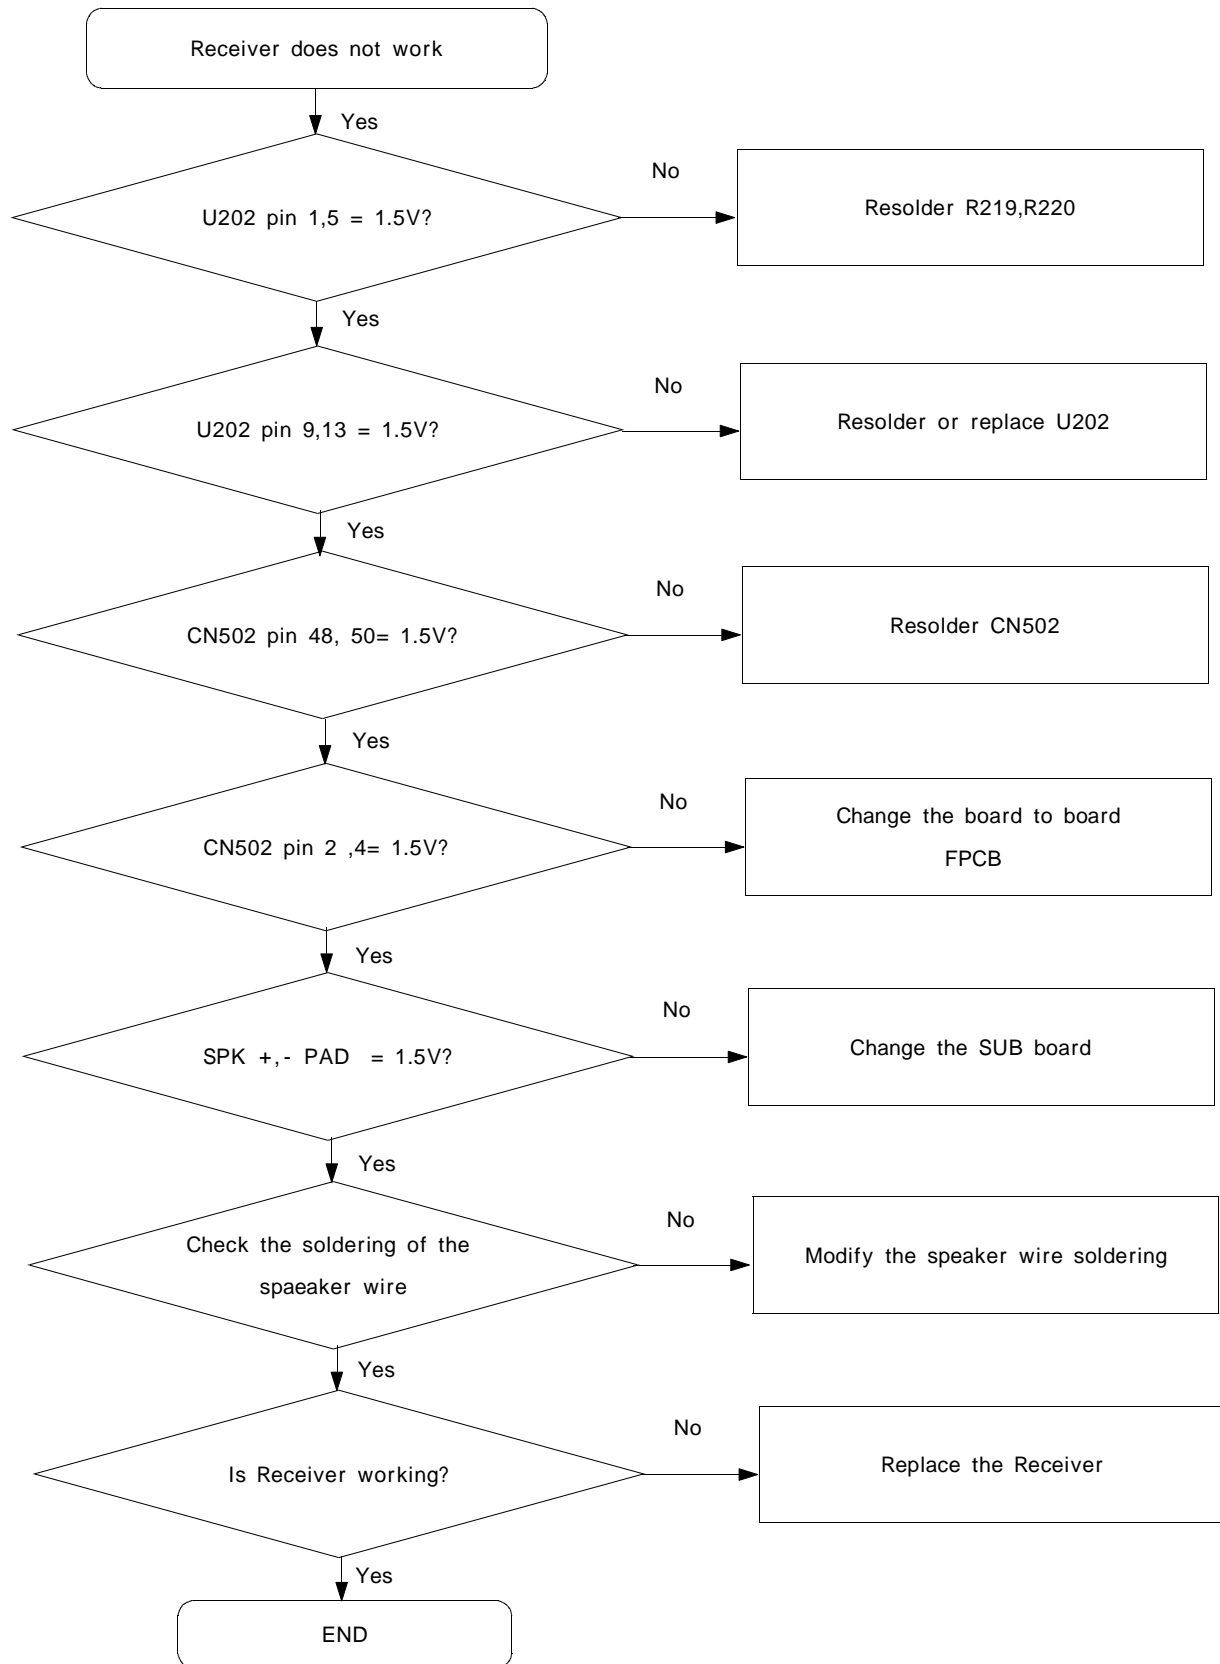 Receiver does not work
Yes
U202 pin 1,5 = 1.5V?
No
Resolder R219,R220
Yes
U202 pin 9,13 = 1.5V?
No
Resolder or replace U202
Yes
CN502 pin 48, 50= 1.5V?
No
Resolder CN502
Yes
CN502 pin 2 ,4= 1.5V?
No
Change the board to board
FPCB
Yes
SPK +,- PAD = 1.5V?
No
Change the SUB board
Yes
Check the soldering of the
spaeaker wire
No
Modify the speaker wire soldering
Yes
Is Receiver working?
No
Replace the Receiver
Yes
END